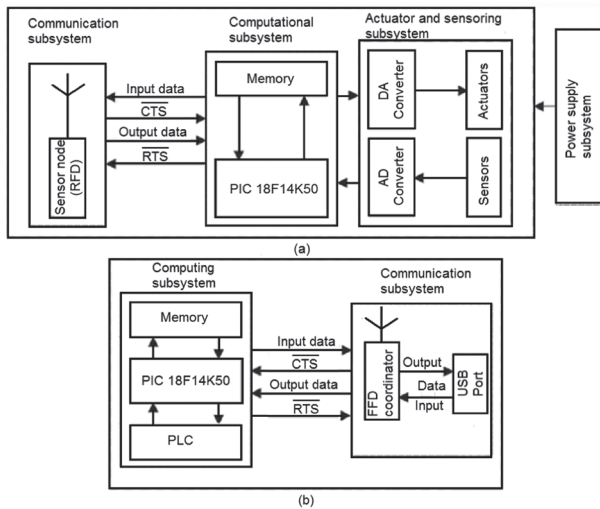 Communication
subsystem
Computational
subsystem
Actuator and sensoring
subsystem
Input data
CTS
Output data
RTS
Sensor node
(RFD)
Memory
PIC 18F14K50
DA
Converter
Actuators
AD
Converter
Sensors
Power supply
subsystem
(a)
Computing
subsystem
Communication
subsystem
Memory
PIC 18F14K50
PLC
Input data
CTS
Output data
RTS
FFD
coordinator
Output
Data
Input
USB
Port
(b)